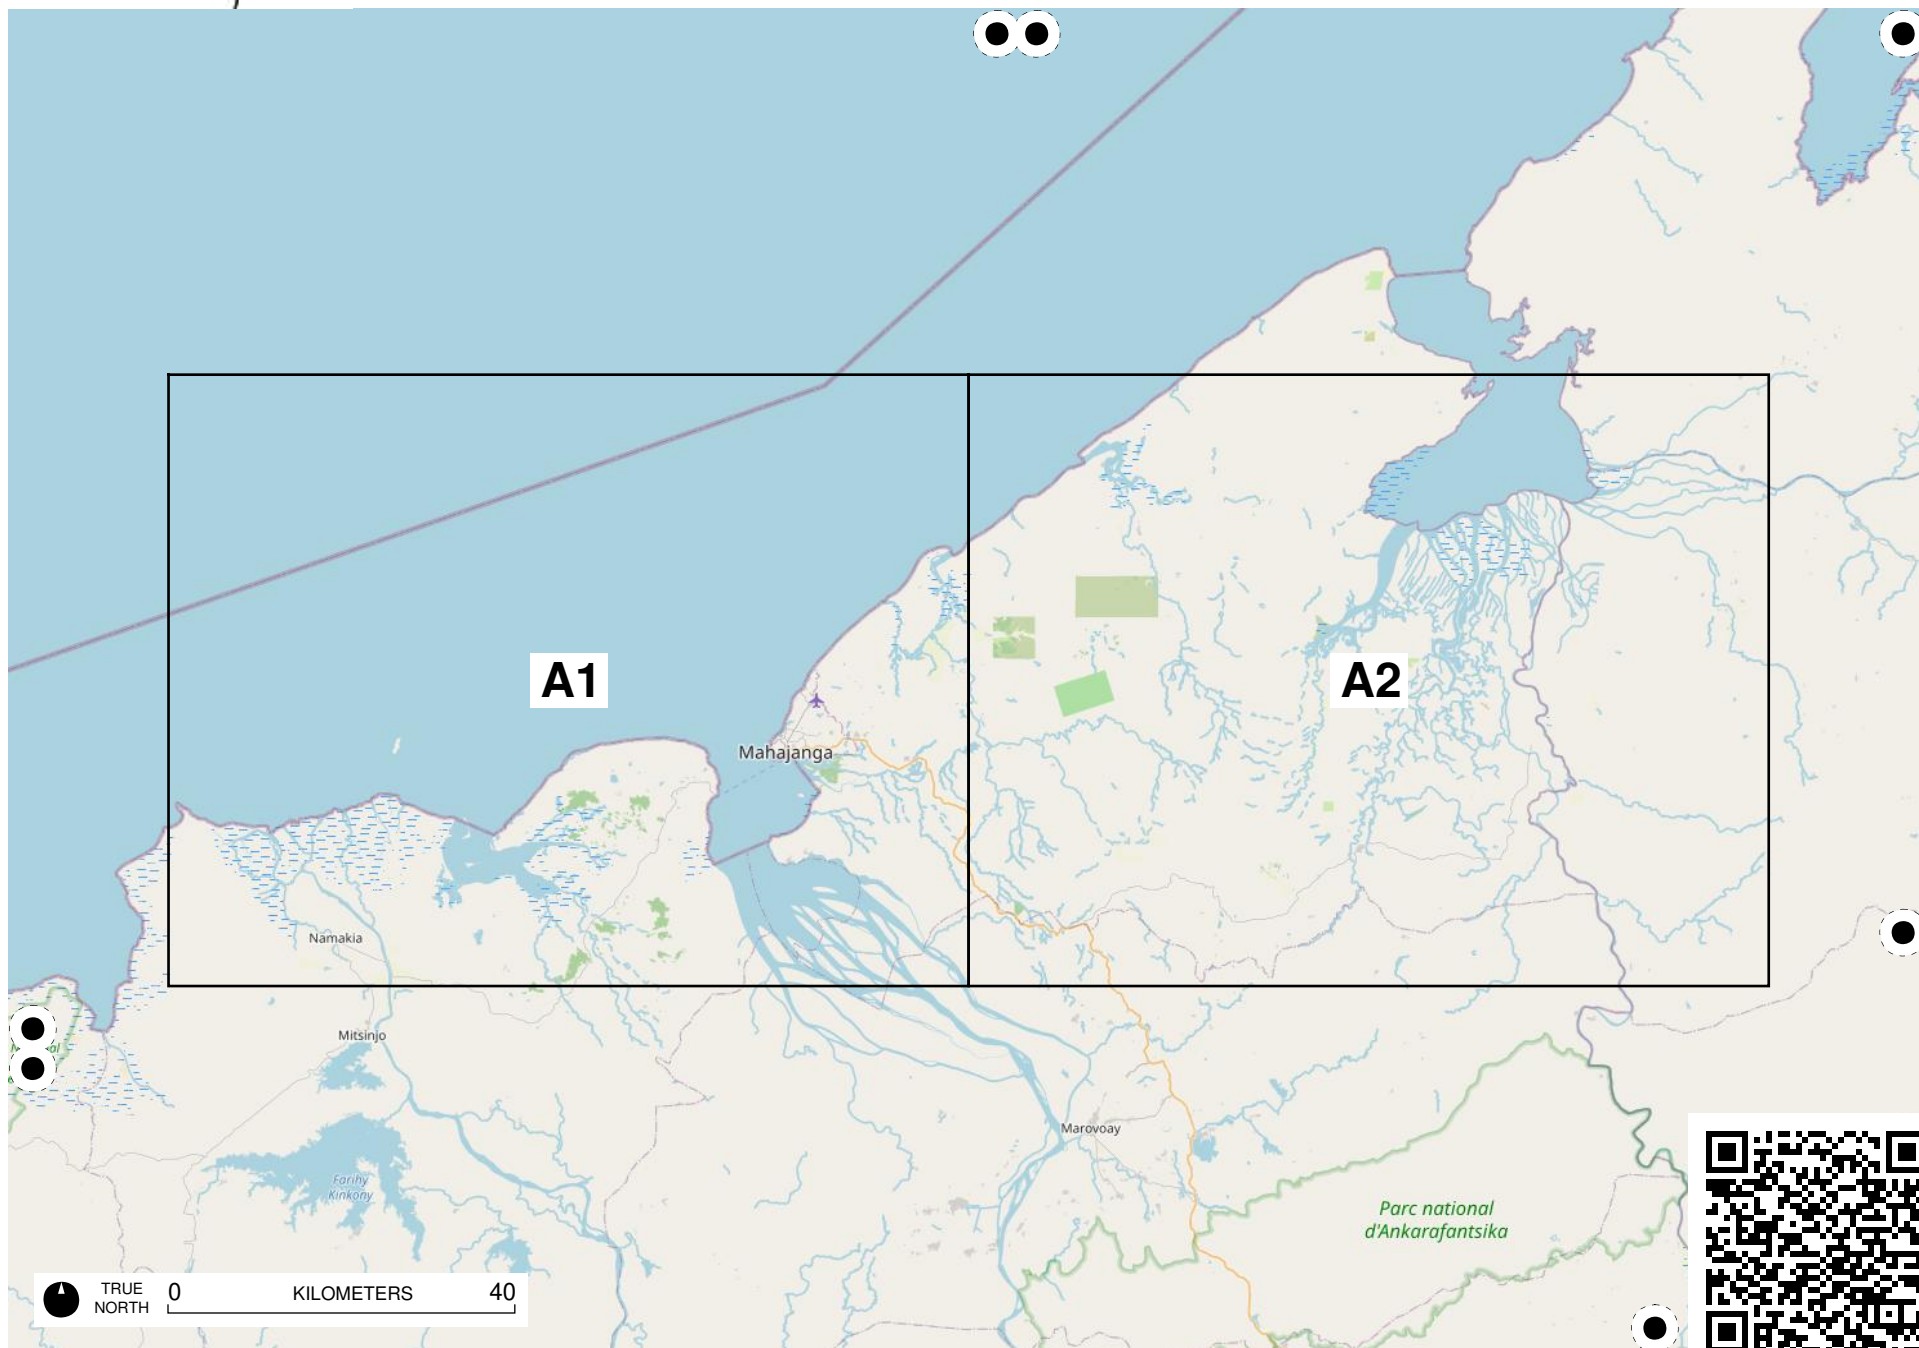 A1
A2
Mahajanga
Namakia
Mitsinjo
Marovoay
Farihy
Kinkony
Parc national
d'Ankarafantsika
TRUE
NORTH
0 KILOMETERS 40